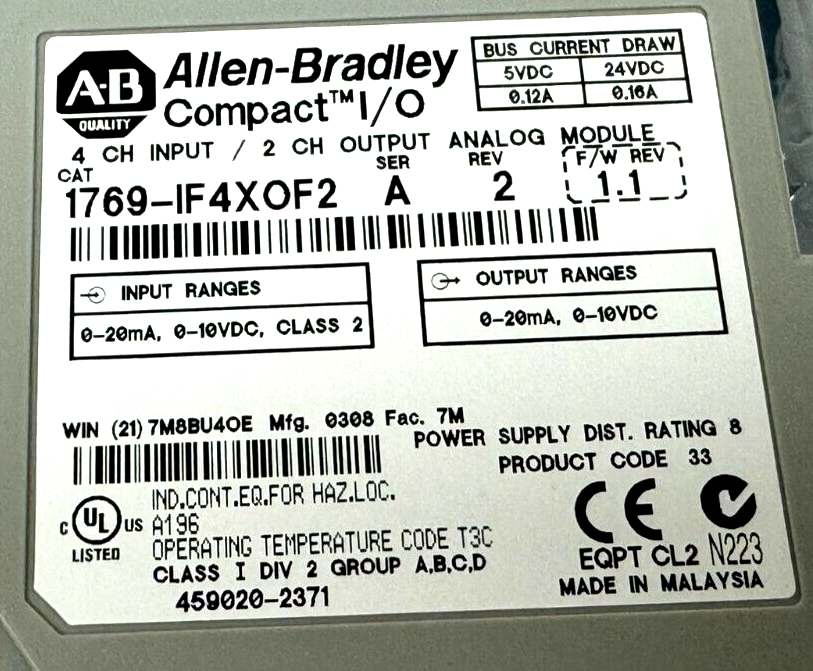 A-B
QUALITY
Allen-Bradley
Compact™ I/O
BUS CURRENT DRAW
5VDC 24VDC
0.12A 0.16A
4 CH INPUT / 2 CH OUTPUT ANALOG MODULE
CAT SER REV F/W REV
1769-IF4XOF2 A 2 1.1
INPUT RANGES
0-20mA, 0-10VDC, CLASS 2
OUTPUT RANGES
0-20mA, 0-10VDC
WIN (21) 7M8BU4OE Mfg. 0308 Fac. 7M
POWER SUPPLY DIST. RATING 8
PRODUCT CODE 33
IND.CONT.EQ.FOR HAZ.LOC.
A196
OPERATING TEMPERATURE CODE T3C
CLASS I DIV 2 GROUP A,B,C,D
459020-2371
C UL US
LISTED
CE
EQPT CL2 N223
MADE IN MALAYSIA